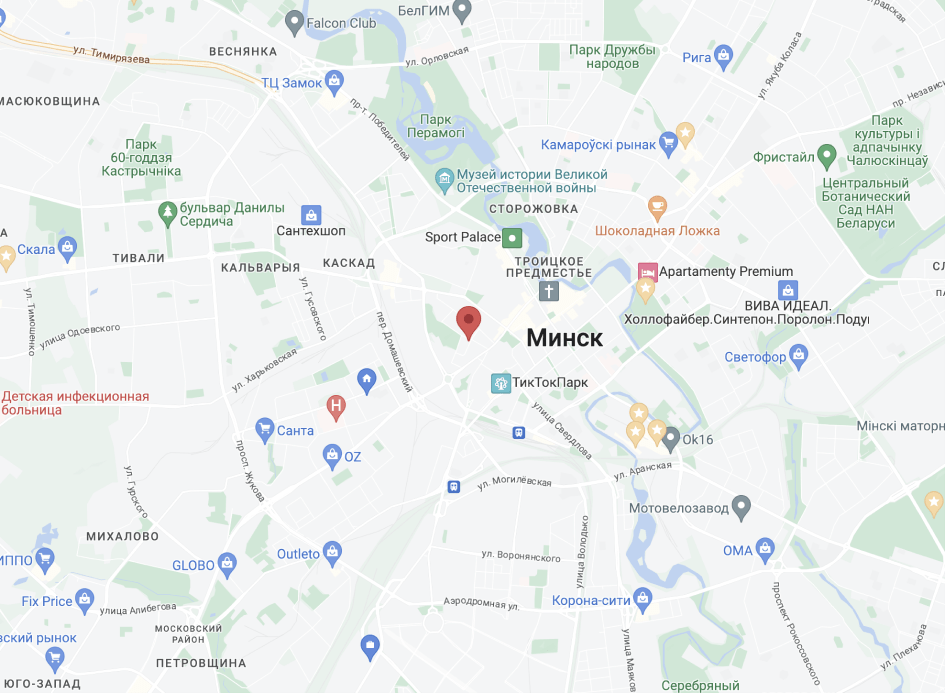 БелГИМ
Falcon Club
ВЕСНЯНКА
ул. Тимирязева
ул. Орловская
Парк Дружбы
народов
Рига
ул. Якуба Коласа
ТЦ Замок
МАСЮКОВЩИНА
пр-т. Победителей
пр. Независи
Парк
Перамогі
Парк
культуры і
адпачынку
Чалюскінцаў
Парк
60-годдзя
Кастрычніка
Камароўскі рынак
Фристайл
Музей истории Великой
Отечественной войны
Центральный
Ботанический
Сад НАН
Беларуси
бульвар Данилы
Сердича
СТОРОЖОВКА
Сантехшоп
Sport Palace
Шоколадная Ложка
Скала
ТИВАЛИ
КАЛЬВАРЫЯ
КАСКАД
ТРОИЦКОЕ
ПРЕДМЕСТЬЕ
Apartamenty Premium
ул. Гусовского
ул. Тимошенко
ВИВА ИДЕАЛ.
Холлофайбер.Синтепон.Поролон.Поду
улица Одоевского
пер. Домашевский
Минск
Светофор
ул. Харьковская
ТикТокПарк
Детская инфекционная
больница
ул. Свердлова
Санта
Ok16
Мінскі маторн
OZ
просп. Жукова
ул. Гурского
ул. Аранская
ул. Могилёвская
Мотовелозавод
МИХАЛОВО
ИППО
GLOBO
Outleto
ул. Воронянского
улица Володько
ОМА
Fix Price
улица Алибегова
Аэродромная ул.
Корона-сити
проспект Рокоссовского
МОСКОВСКИЙ
РАЙОН
вский рынок
ПЕТРОВЩИНА
улица Маяков
ул. Плеханова
ЮГО-ЗАПАД
Серебряный